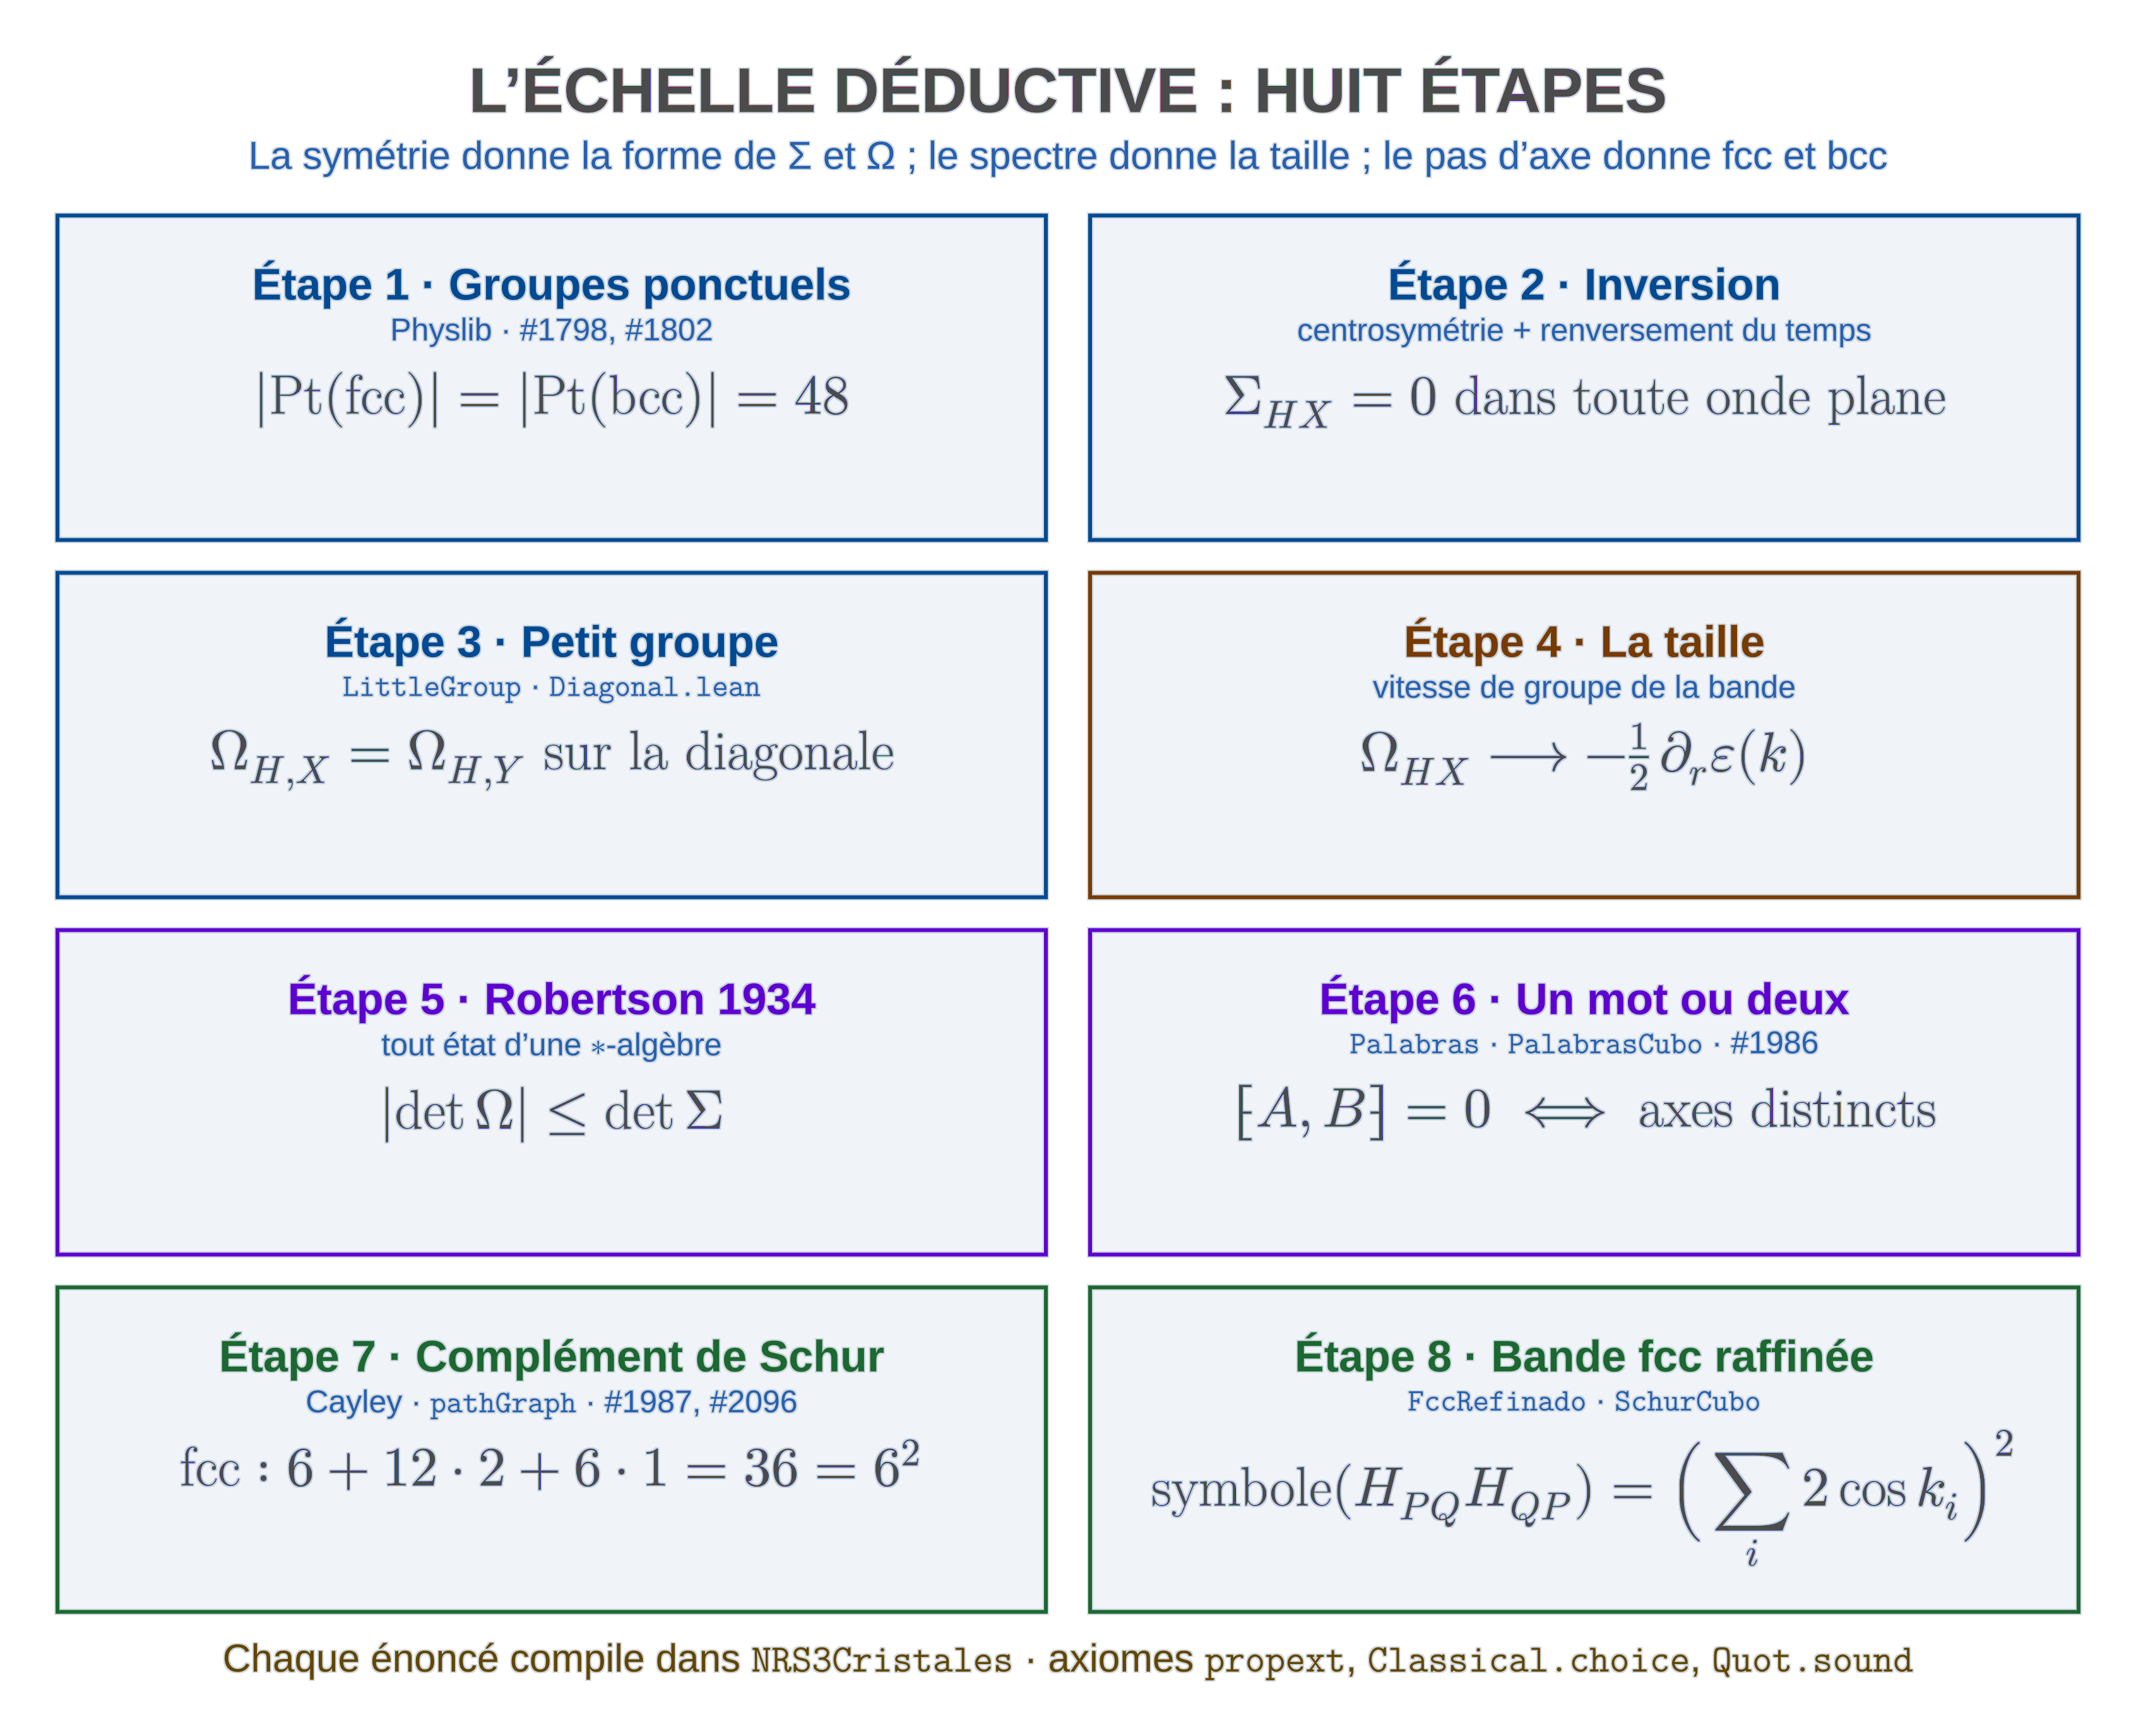 L’ÉCHELLE DÉDUCTIVE : HUIT ÉTAPES
La symétrie donne la forme de Σ et Ω ; le spectre donne la taille ; le pas d’axe donne fcc et bcc
Étape 1 · Groupes ponctuels
Physlib · #1798, #1802
|Pt(fcc)| = |Pt(bcc)| = 48
Étape 2 · Inversion
centrosymétrie + renversement du temps
Σ_{HX} = 0 dans toute onde plane
Étape 3 · Petit groupe
LittleGroup · Diagonal.lean
Ω_{H,X} = Ω_{H,Y} sur la diagonale
Étape 4 · La taille
vitesse de groupe de la bande
Ω_{HX} ⟶ −½ ∂_r ε(k)
Étape 5 · Robertson 1934
tout état d’une ∗-algèbre
|det Ω| ≤ det Σ
Étape 6 · Un mot ou deux
Palabras · PalabrasCubo · #1986
[A, B] = 0 ⟺ axes distincts
Étape 7 · Complément de Schur
Cayley · pathGraph · #1987, #2096
fcc : 6 + 12 · 2 + 6 · 1 = 36 = 6²
Étape 8 · Bande fcc raffinée
FccRefinado · SchurCubo
symbole(H_{PQ}H_{QP}) = (∑_i 2 cos k_i)²
Chaque énoncé compile dans NRS3Cristales · axiomes propext, Classical.choice, Quot.sound